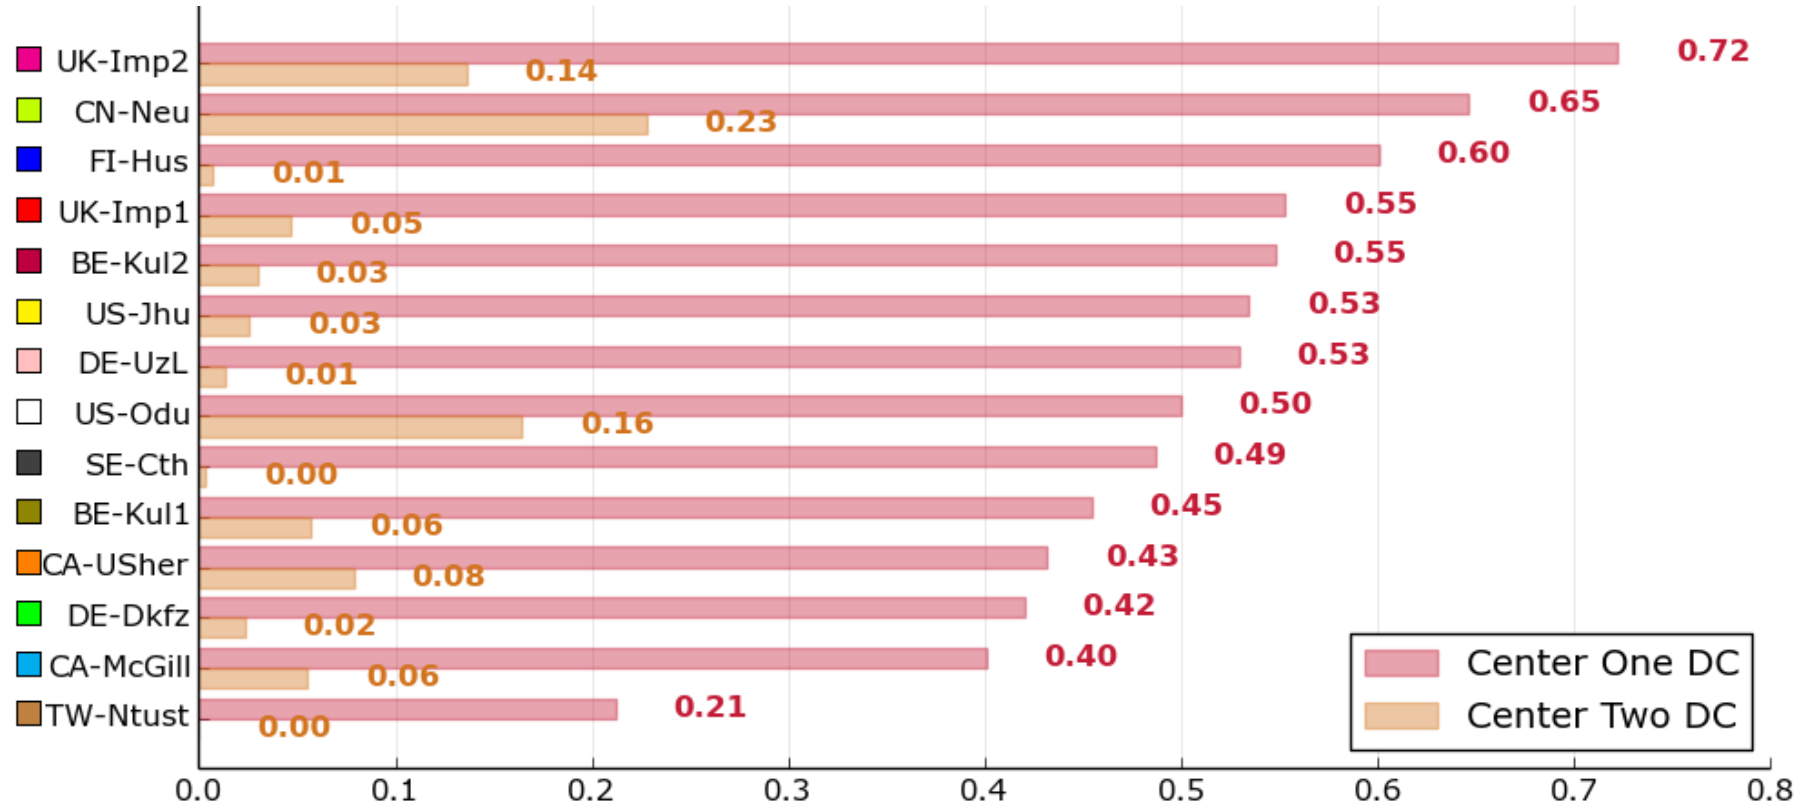 UK-Imp2 0.72
0.14
CN-Neu 0.65
0.23
FI-Hus 0.60
0.01
UK-Imp1 0.55
0.05
BE-Kul2 0.55
0.03
US-Jhu 0.53
0.03
DE-UzL 0.53
0.01
US-Odu 0.50
0.16
SE-Cth 0.49
0.00
BE-Kul1 0.45
0.06
CA-USher 0.43
0.08
DE-Dkfz 0.42
0.02
CA-McGill 0.40
0.06
TW-Ntust 0.21
0.00
Center One DC
Center Two DC
0.0 0.1 0.2 0.3 0.4 0.5 0.6 0.7 0.8